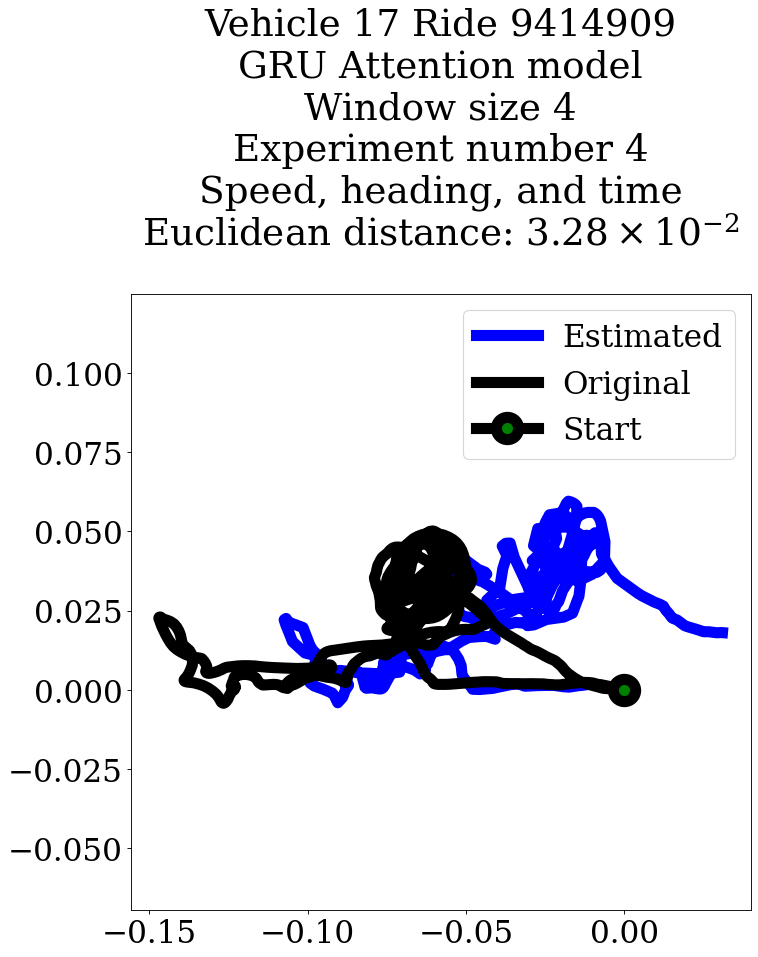 Vehicle 17 Ride 9414909
GRU Attention model
Window size 4
Experiment number 4
Speed, heading, and time
Euclidean distance: 3.28 × 10⁻²
Estimated
Original
Start
0.100
0.075
0.050
0.025
0.000
−0.025
−0.050
−0.15
−0.10
−0.05
0.00